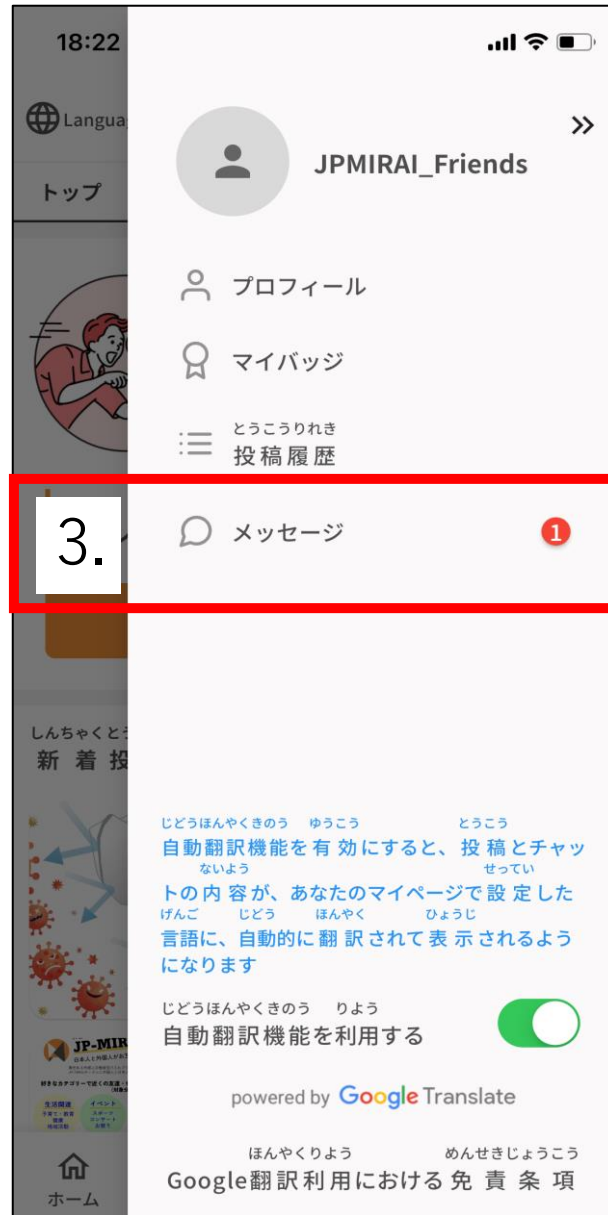 18:22
Langua
JPMIRAI_Friends
トップ
プロフィール
マイバッジ
とうこうりれき
投稿履歴
3.
メッセージ
1
しんちゃくとう
新着投
じどうほんやくきのう ゆうこう とうこう
自動翻訳機能を有効にすると、投稿とチャッ
ないよう せってい
トの内容が、あなたのマイページで設定した
げんご じどう ほんやく ひょうじ
言語に、自動的に翻訳されて表示されるよう
になります
じどうほんやくきのう りよう
自動翻訳機能を利用する
powered by Google Translate
ほんやくりよう めんせきじょうこう
Google翻訳利用における免責条項
JP-MIR
生活関連
イベント
ホーム